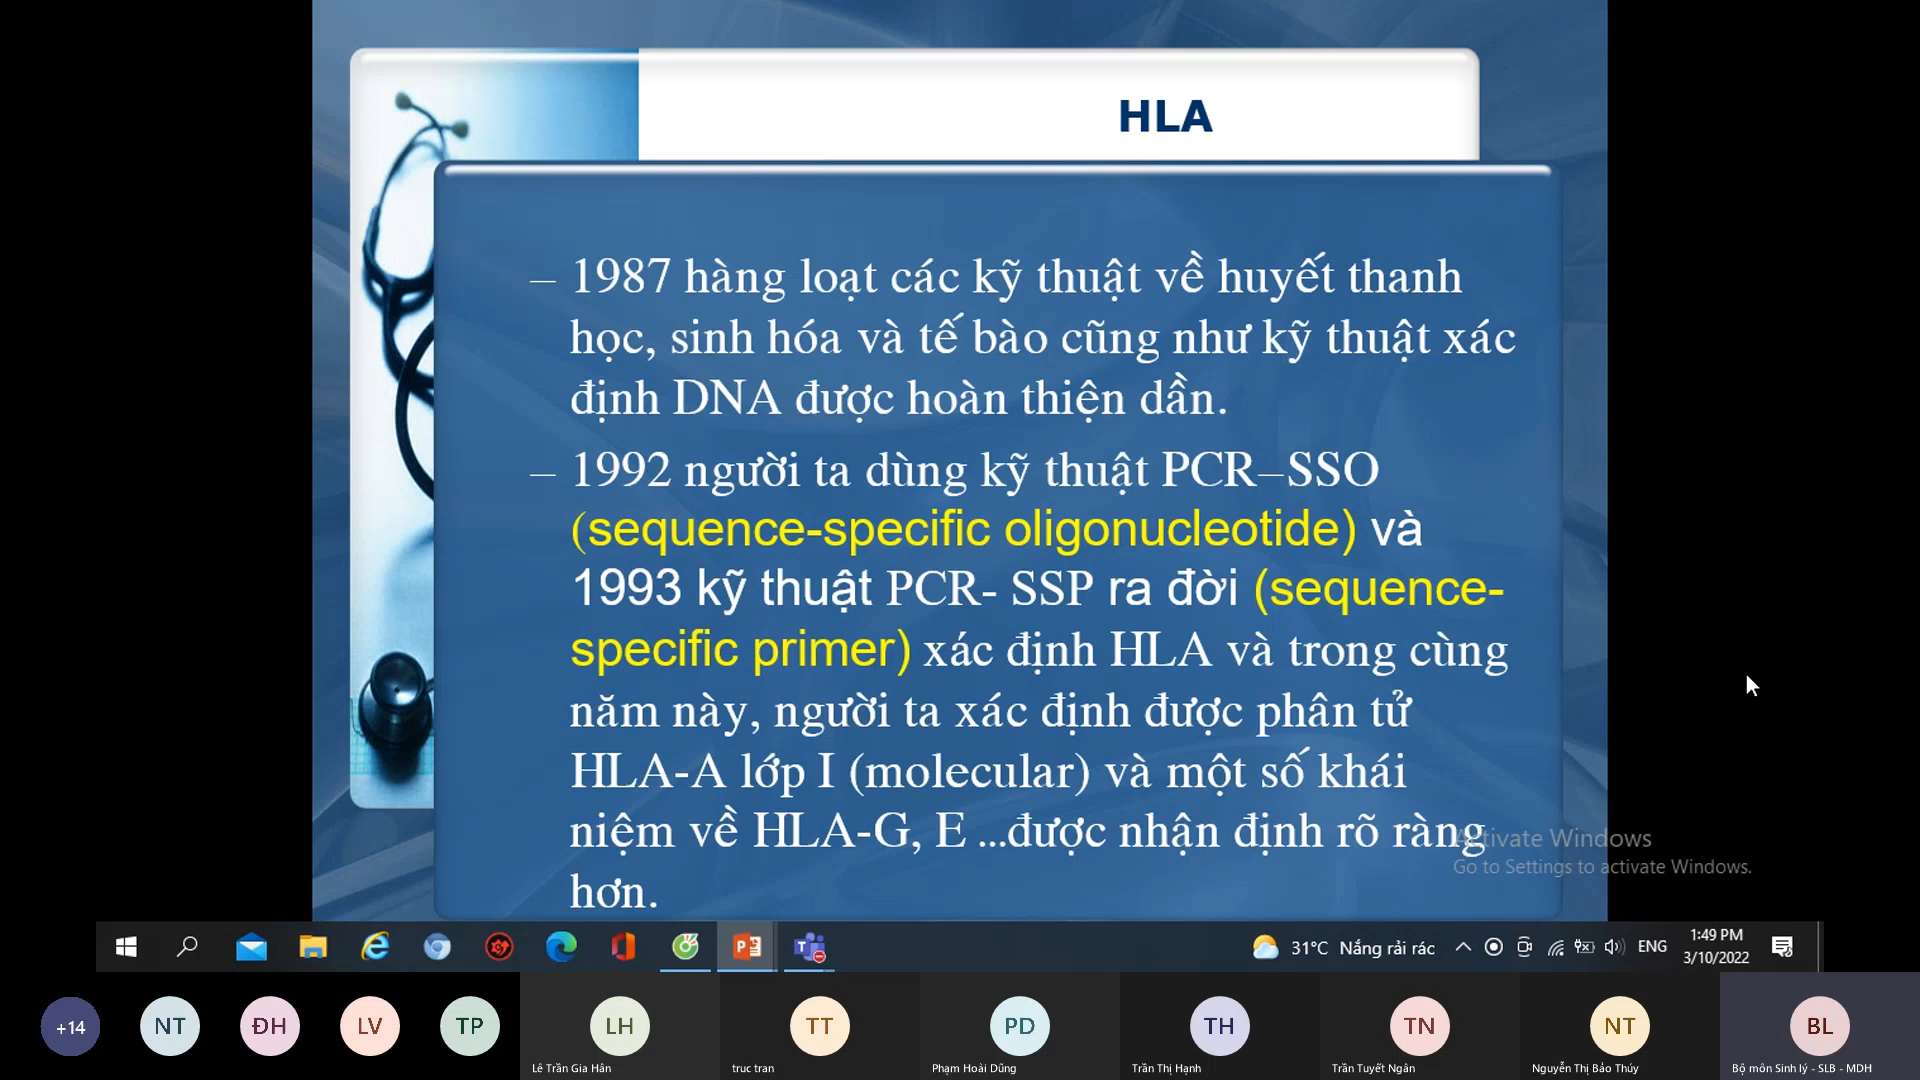 HLA
– 1987 hàng loạt các kỹ thuật về huyết thanh
học, sinh hóa và tế bào cũng như kỹ thuật xác
định DNA được hoàn thiện dần.
– 1992 người ta dùng kỹ thuật PCR–SSO
(sequence-specific oligonucleotide) và
1993 kỹ thuật PCR- SSP ra đời (sequence-
specific primer) xác định HLA và trong cùng
năm này, người ta xác định được phân tử
HLA-A lớp I (molecular) và một số khái
niệm về HLA-G, E ...được nhận định rõ ràng
hơn.
Activate Windows
Go to Settings to activate Windows.
31°C Nắng rải rác
ENG
1:49 PM
3/10/2022
+14
NT
ĐH
LV
TP
LH
TT
PD
TH
TN
NT
BL
Lê Trần Gia Hân
truc tran
Phạm Hoài Dũng
Trần Thị Hạnh
Trần Tuyết Ngân
Nguyễn Thị Bảo Thúy
Bộ môn Sinh lý - SLB - MDH